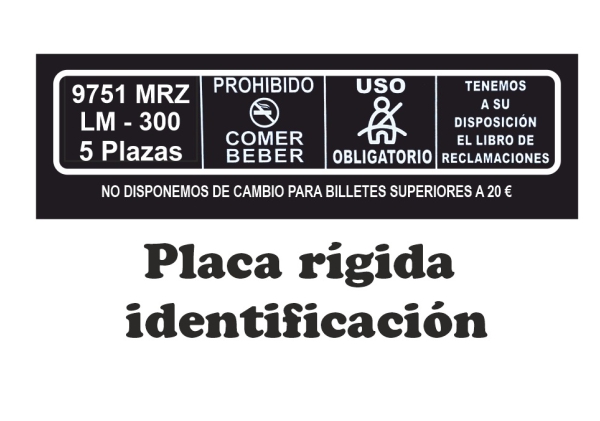 9751 MRZ
LM - 300
5 Plazas
PROHIBIDO
COMER
BEBER
USO
OBLIGATORIO
TENEMOS
A SU
DISPOSICIÓN
EL LIBRO DE
RECLAMACIONES
NO DISPONEMOS DE CAMBIO PARA BILLETES SUPERIORES A 20 €
Placa rígida
identificación